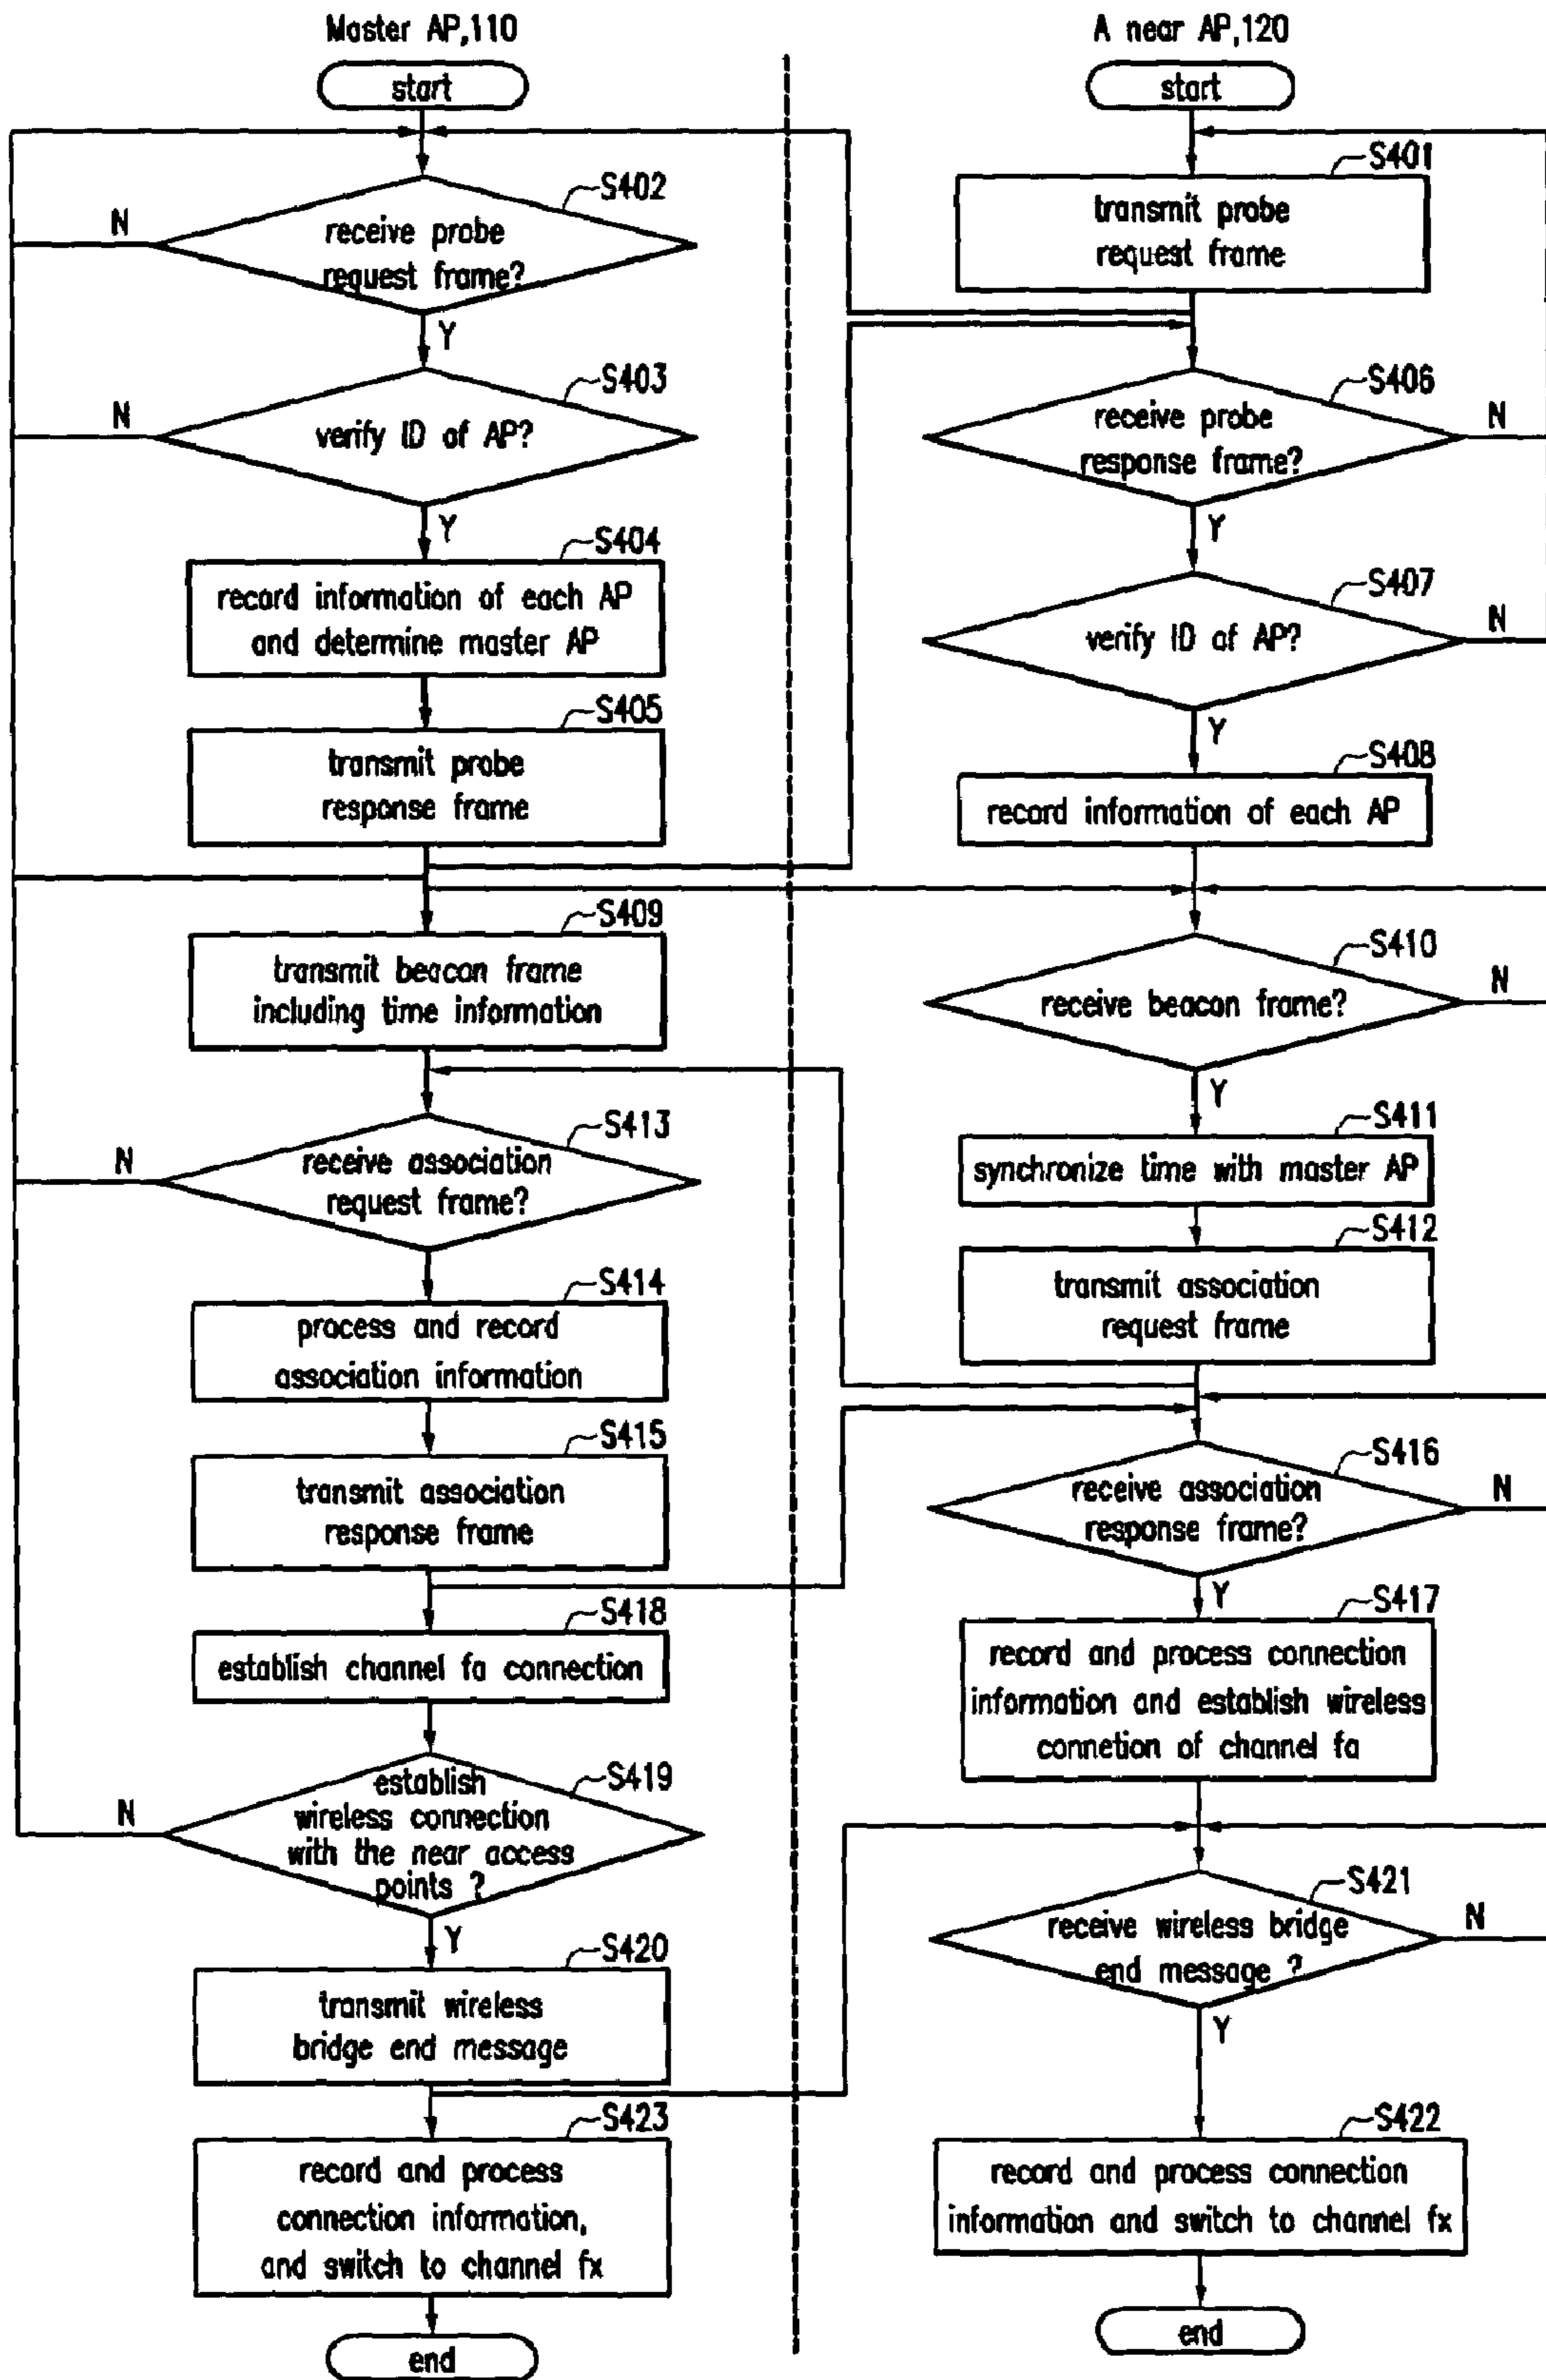 Master AP,110
start
S402
receive probe
request frame?
N
Y
S403
verify ID of AP?
N
Y
S404
record information of each AP
and determine master AP
S405
transmit probe
response frame
S409
transmit beacon frame
including time information
S413
receive association
request frame?
N
S414
process and record
association information
S415
transmit association
response frame
S418
establish channel fa connection
S419
establish
wireless connection
with the near access
points ?
N
Y
S420
transmit wireless
bridge end message
S423
record and process
connection information,
and switch to channel fx
end
A near AP,120
start
S401
transmit probe
request frame
S406
receive probe
response frame?
N
Y
S407
verify ID of AP?
N
Y
S408
record information of each AP
S410
receive beacon frame?
N
Y
S411
synchronize time with master AP
S412
transmit association
request frame
S416
receive association
response frame?
N
Y
S417
record and process connection
information and establish wireless
connetion of channel fa
S421
receive wireless bridge
end message ?
N
Y
S422
record and process connection
information and switch to channel fx
end